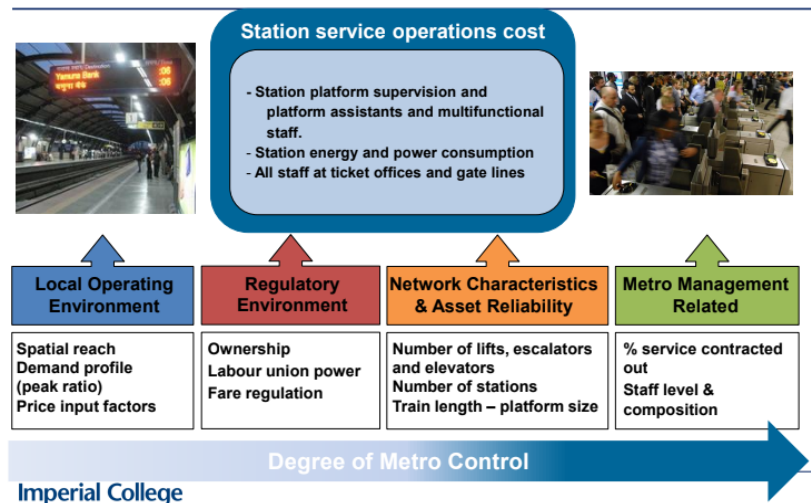 Station service operations cost
- Station platform supervision and
platform assistants and multifunctional
staff.
- Station energy and power consumption
- All staff at ticket offices and gate lines
Yamuna Bank
Local Operating
Environment
Spatial reach
Demand profile
(peak ratio)
Price input factors
Regulatory
Environment
Ownership
Labour union power
Fare regulation
Network Characteristics
& Asset Reliability
Number of lifts, escalators
and elevators
Number of stations
Train length – platform size
Metro Management
Related
% service contracted
out
Staff level &
composition
Degree of Metro Control
Imperial College